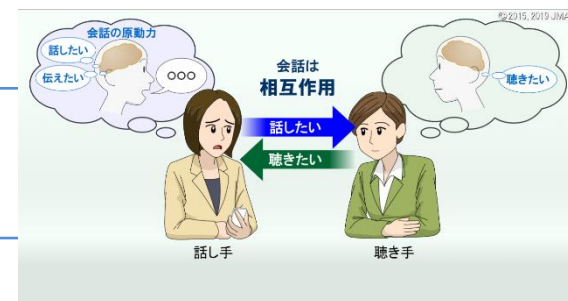 ©2015, 2019 JMA
会話の原動力
話したい
伝えたい
○○○
会話は
相互作用
話したい
聴きたい
聴きたい
話し手
聴き手